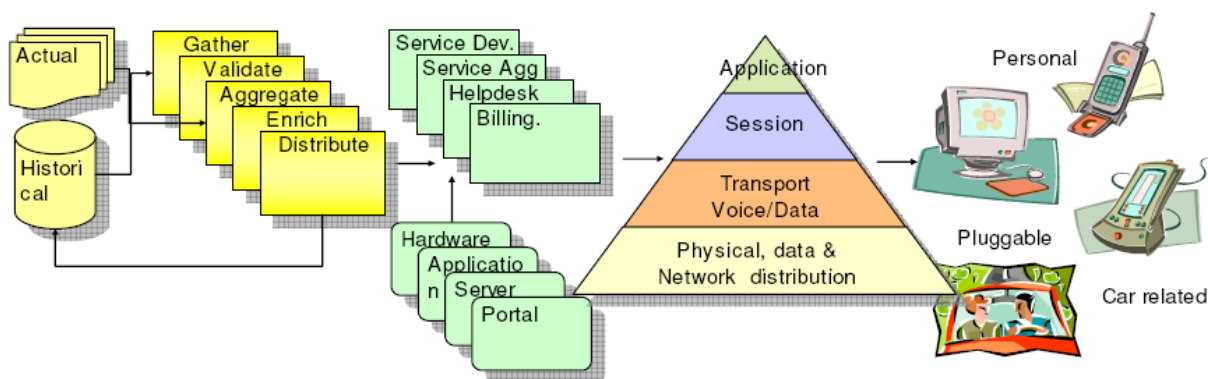 Actual
Histori
cal
Gather
Validate
Aggregate
Enrich
Distribute
Service Dev.
Service Agg
Helpdesk
Billing.
Hardware
Applicatio
n
Server
Portal
Application
Session
Transport
Voice/Data
Physical, data &
Network distribution
Personal
Pluggable
Car related